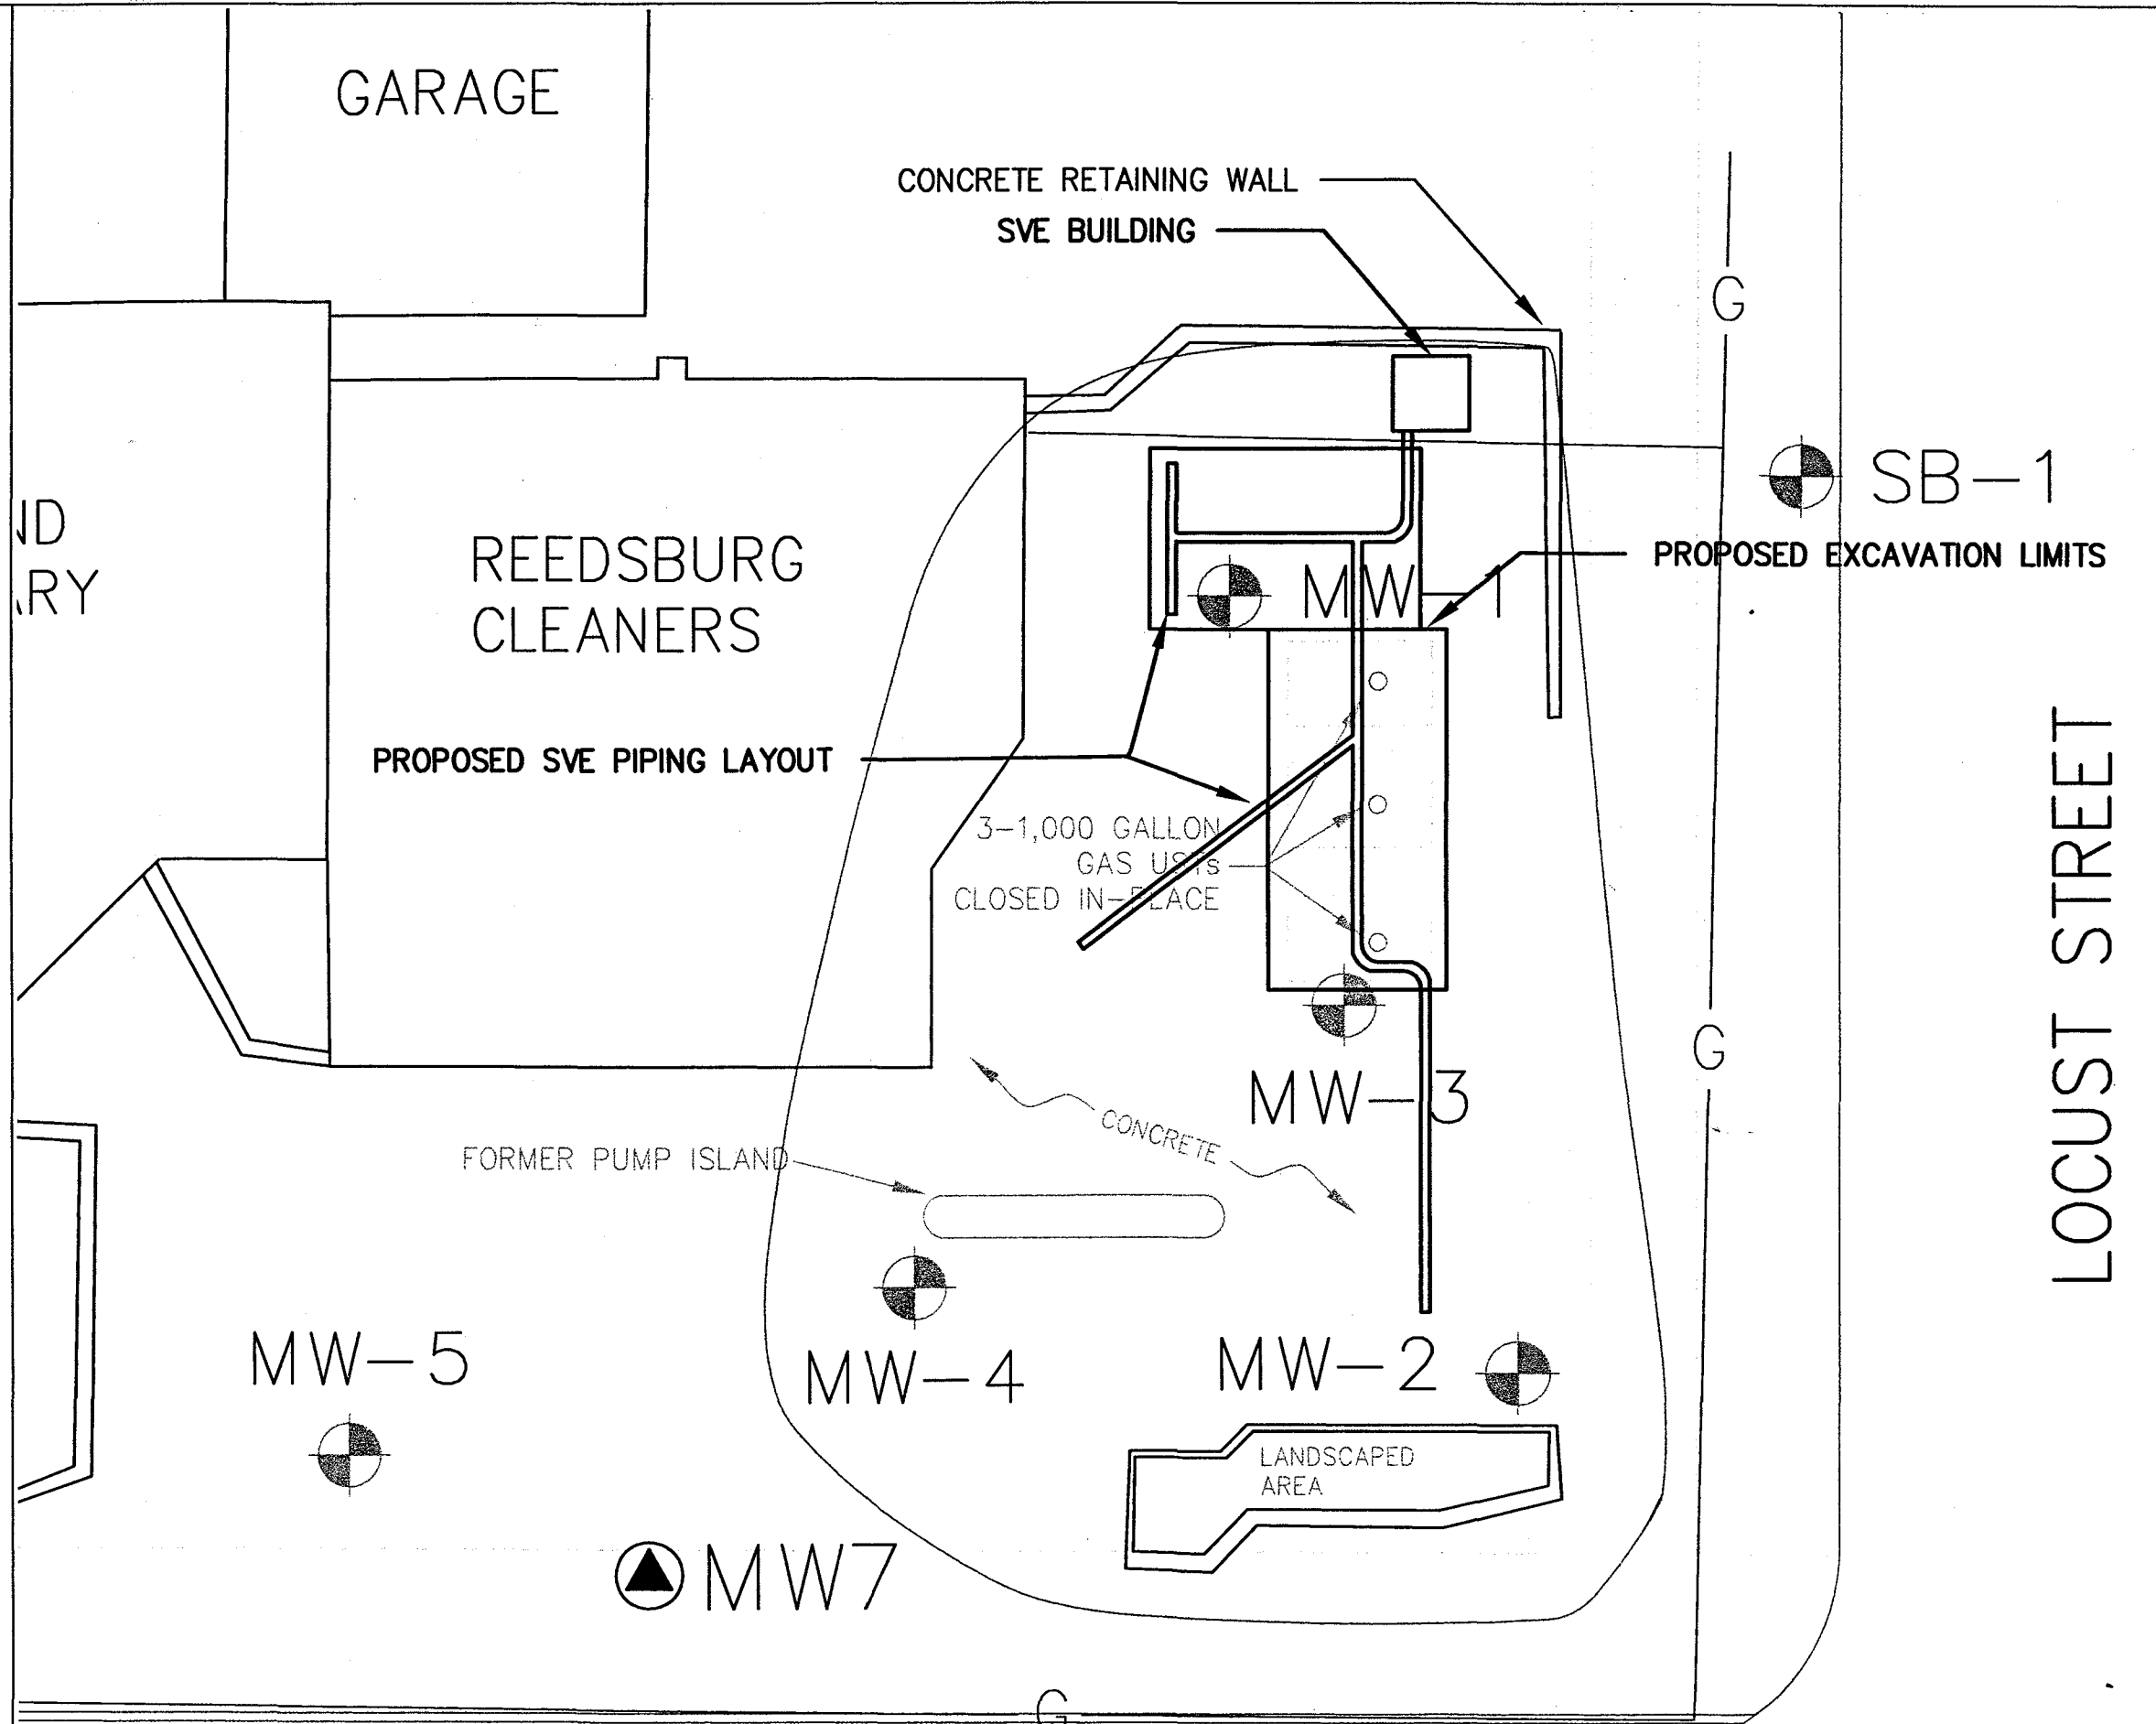 GARAGE
CONCRETE RETAINING WALL
SVE BUILDING
G
SB-1
PROPOSED EXCAVATION LIMITS
REEDSBURG
CLEANERS
MW-1
PROPOSED SVE PIPING LAYOUT
3-1,000 GALLON
GAS USTs
CLOSED IN-PLACE
LOCUST STREET
G
MW-3
CONCRETE
FORMER PUMP ISLAND
MW-5
MW-4
MW-2
LANDSCAPED
AREA
MW7
G